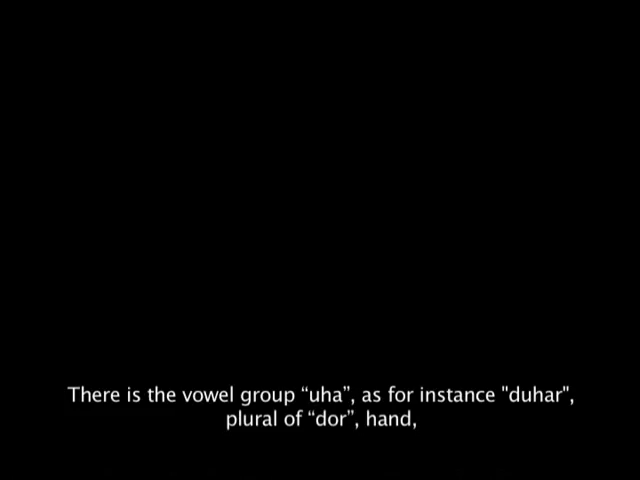 There is the vowel group “uha”, as for instance "duhar",
plural of “dor”, hand,